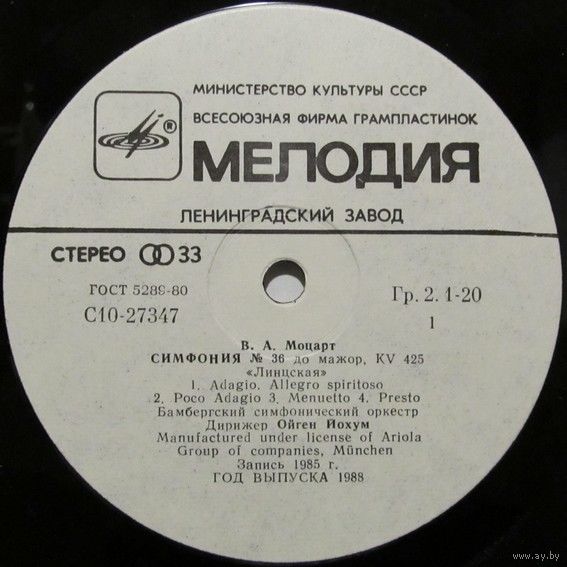 МИНИСТЕРСТВО КУЛЬТУРЫ СССР
ВСЕСОЮЗНАЯ ФИРМА ГРАМПЛАСТИНОК
®
МЕЛОДИЯ
ЛЕНИНГРАДСКИЙ ЗАВОД
СТЕРЕО 33
ГОСТ 5289-80
С10-27347
Гр. 2. 1-20
1
В. А. Моцарт
СИМФОНИЯ № 36 до мажор, KV 425
«Линцская»
1. Adagio. Allegro spiritoso
2. Poco Adagio 3. Menuetto 4. Presto
Бамбергский симфонический оркестр
Дирижер Ойген Йохум
Manufactured under license of Ariola
Group of companies, München
Запись 1985 г.
ГОД ВЫПУСКА 1988
www.ay.by